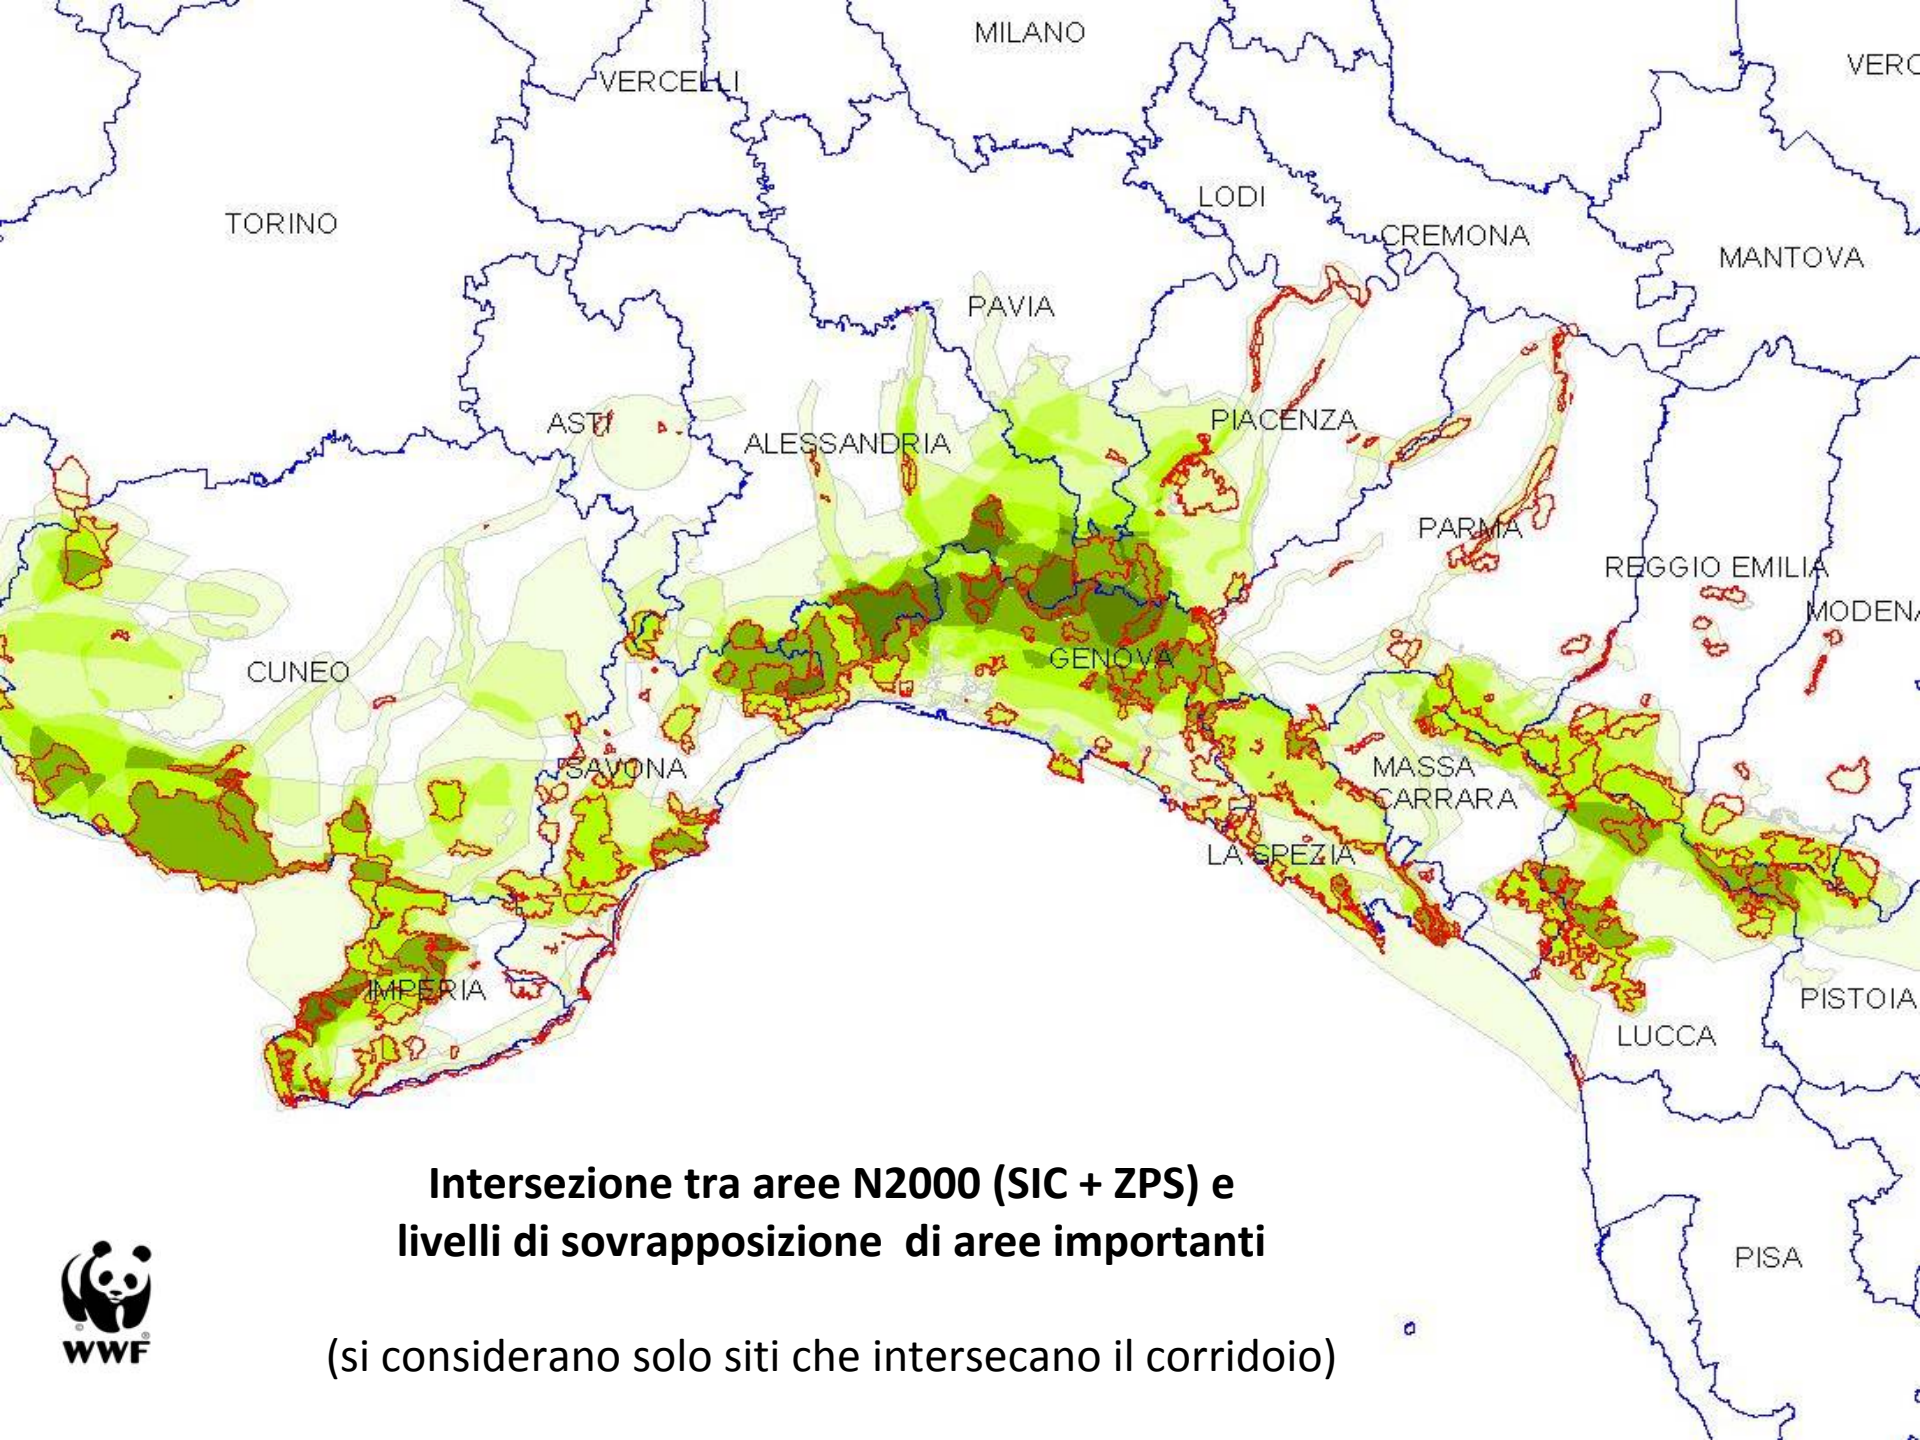 MILANO
VERCELLI
VERO
TORINO
LODI
CREMONA
MANTOVA
PAVIA
ASTI
PIACENZA
ALESSANDRIA
PARMA
REGGIO EMILIA
MODENA
CUNEO
GENOVA
SAVONA
MASSA
CARRARA
LA SPEZIA
IMPERIA
PISTOIA
LUCCA
Intersezione tra aree N2000 (SIC + ZPS) e
livelli di sovrapposizione di aree importanti
PISA
(si considerano solo siti che intersecano il corridoio)
© WWF ®